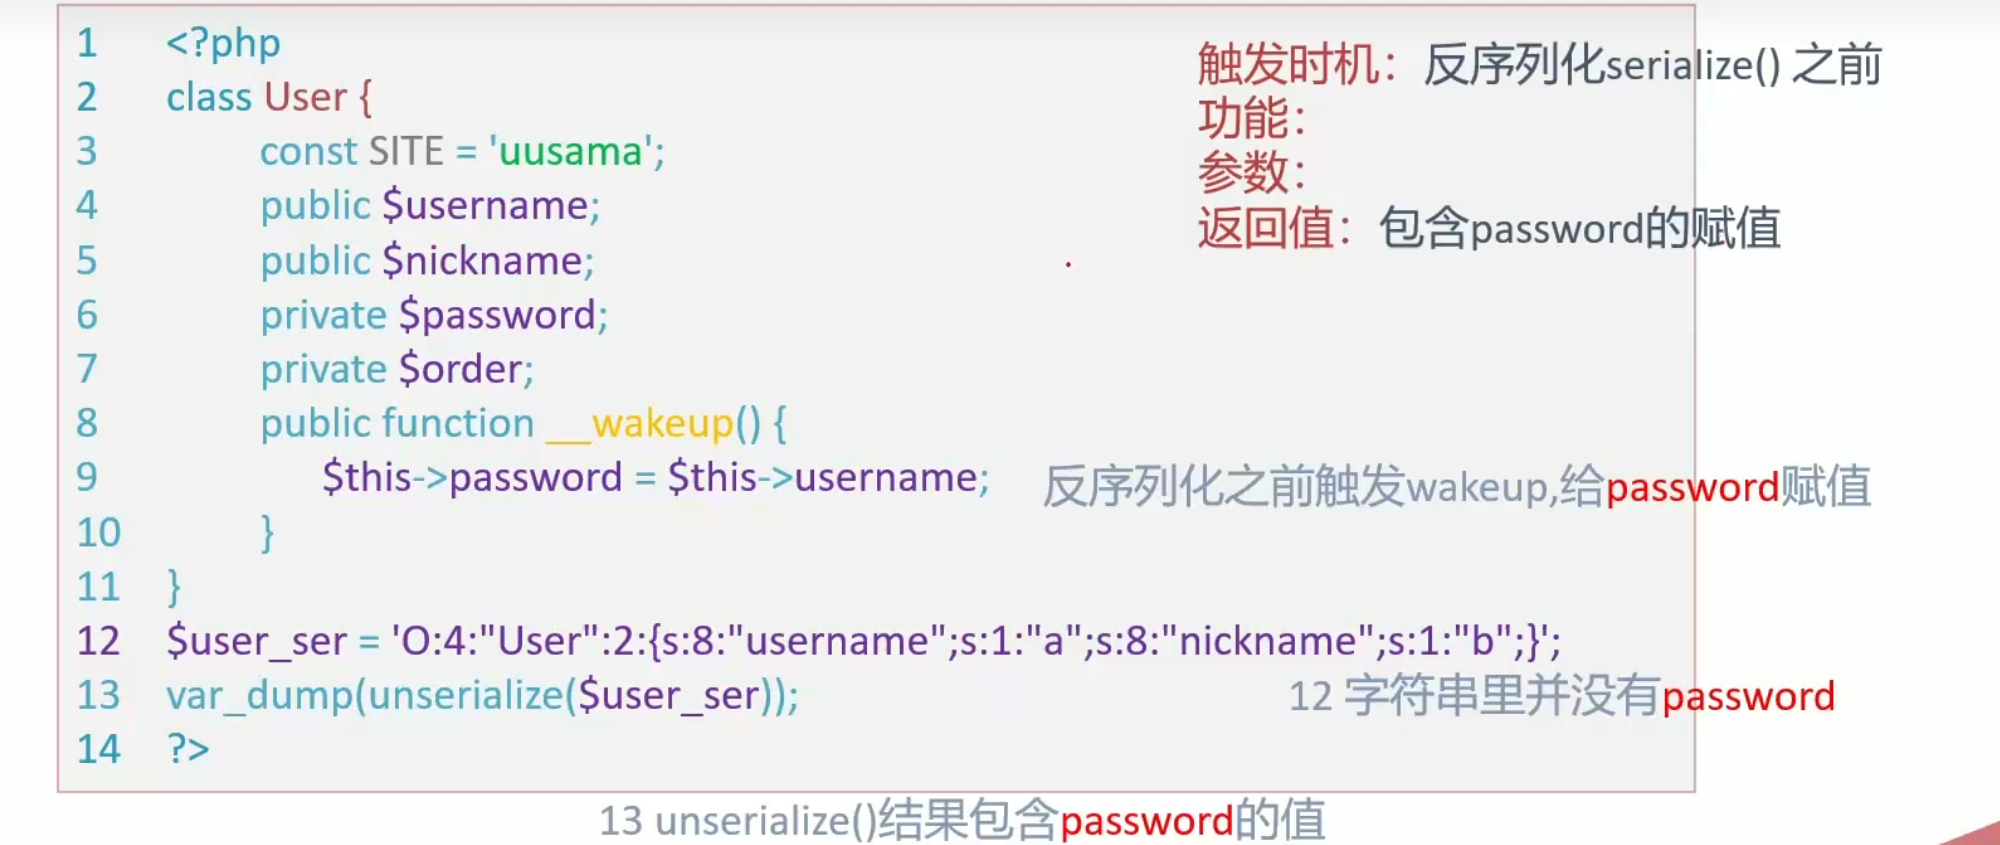 1 <?php
2 class User {
3 const SITE = 'uusama';
4 public $username;
5 public $nickname;
6 private $password;
7 private $order;
8 public function __wakeup() {
9 $this->password = $this->username;
10 }
11 }
12 $user_ser = 'O:4:"User":2:{s:8:"username";s:1:"a";s:8:"nickname";s:1:"b";}';
13 var_dump(unserialize($user_ser));
14 ?>
触发时机：反序列化serialize() 之前
功能：
参数：
返回值：包含password的赋值
反序列化之前触发wakeup,给password赋值
12 字符串里并没有password
13 unserialize()结果包含password的值